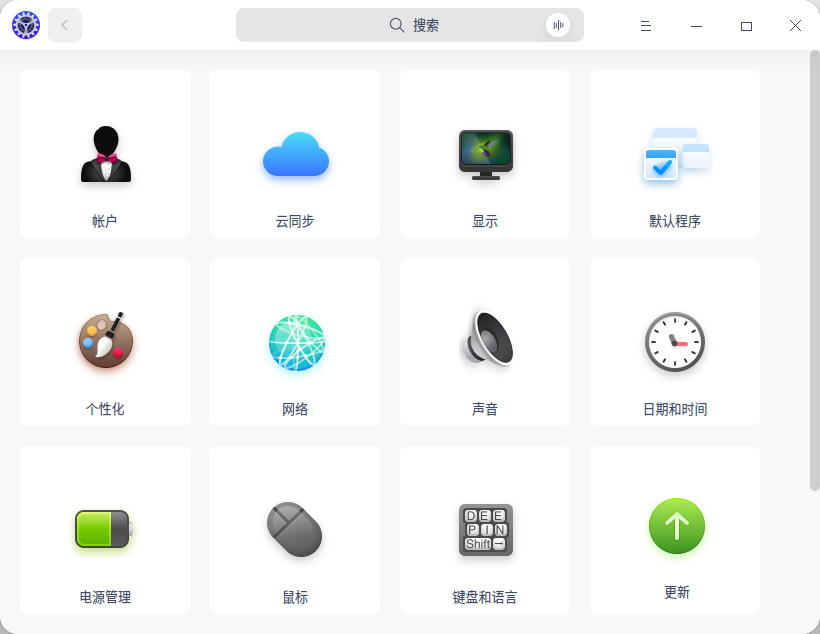 搜索
帐户
云同步
显示
默认程序
个性化
网络
声音
日期和时间
D E E
P I N
Shift →
电源管理
鼠标
键盘和语言
更新